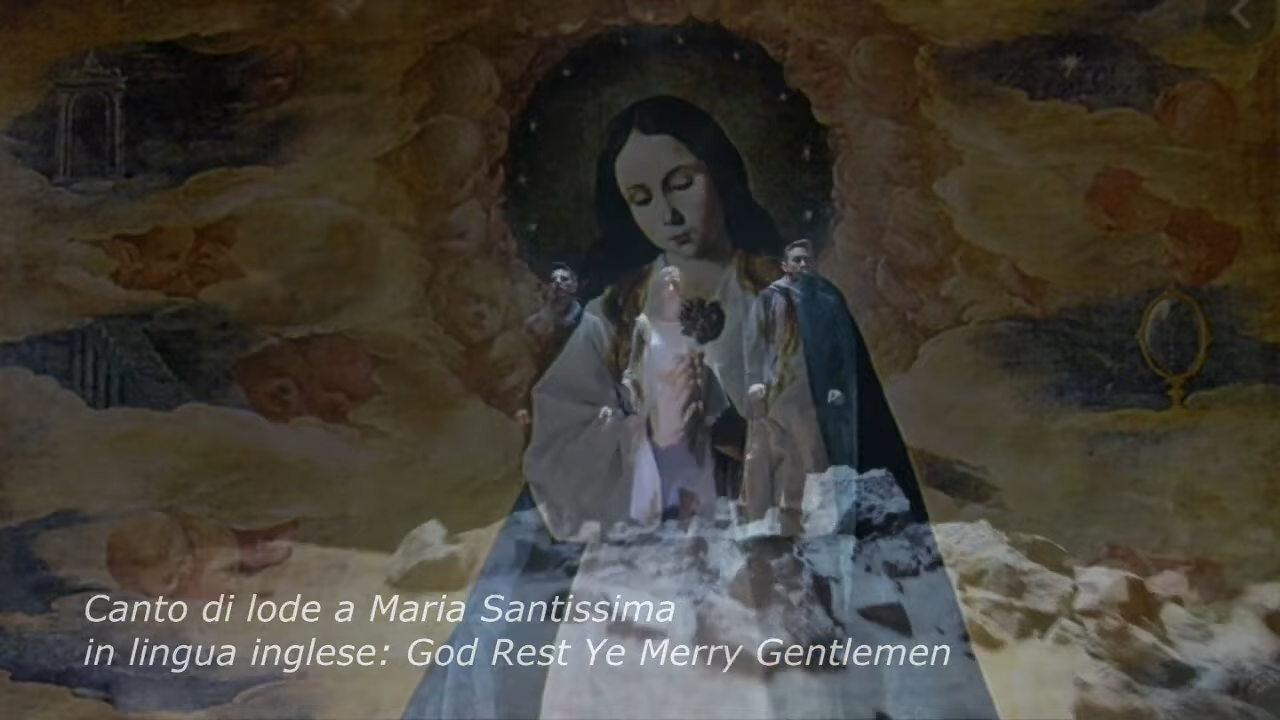 Canto di lode a Maria Santissima
in lingua inglese: God Rest Ye Merry Gentlemen